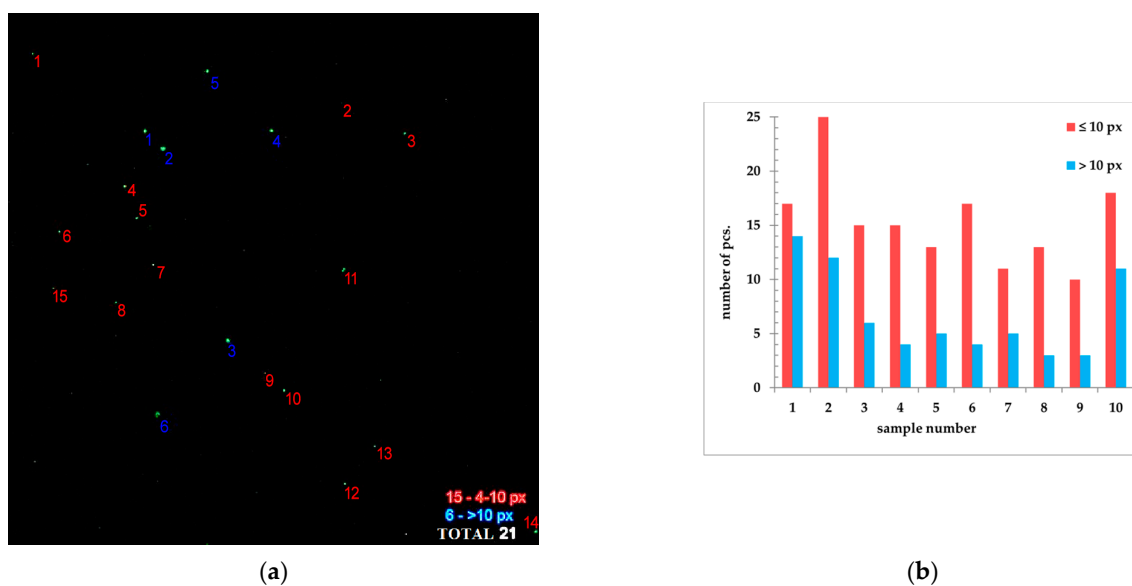 1
5
2
1
4
3
2
4
5
6
7
11
15
8
3
9
10
6
13
12
15 - 4-10 px
6 - >10 px
14
TOTAL 21
(a)
25
≤ 10 px
> 10 px
20
15
10
5
0
number of pcs.
1 2 3 4 5 6 7 8 9 10
sample number
(b)